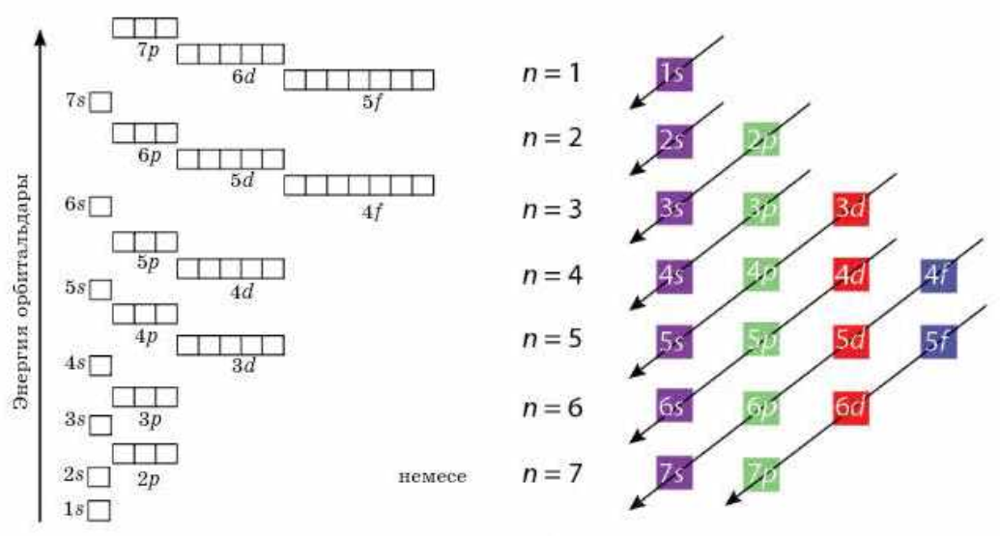 7p
6d
5f
7s
6p
5d
4f
6s
5p
4d
5s
4p
3d
4s
3p
3s
2p
2s
1s
Энергия орбитальдары
немесе
n = 1 1s
n = 2 2s 2p
n = 3 3s 3p 3d
n = 4 4s 4p 4d 4f
n = 5 5s 5p 5d 5f
n = 6 6s 6p 6d
n = 7 7s 7p